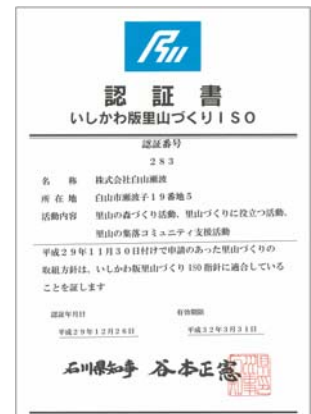 認証書
いしかわ版里山づくりISO
認証番号
283
名 称 株式会社白山瀬波
所在地 白山市瀬波子19番地5
活動内容 里山の森づくり活動、里山づくりに役立つ活動、
里山の集落コミュニティ支援活動
平成29年11月30日付けで申請のあった里山づくりの
取組方針は、いしかわ版里山づくりISO指針に適合している
ことを証します
認証年月日 有効期限
平成29年12月26日 平成32年3月31日
石川県知事 谷本正憲